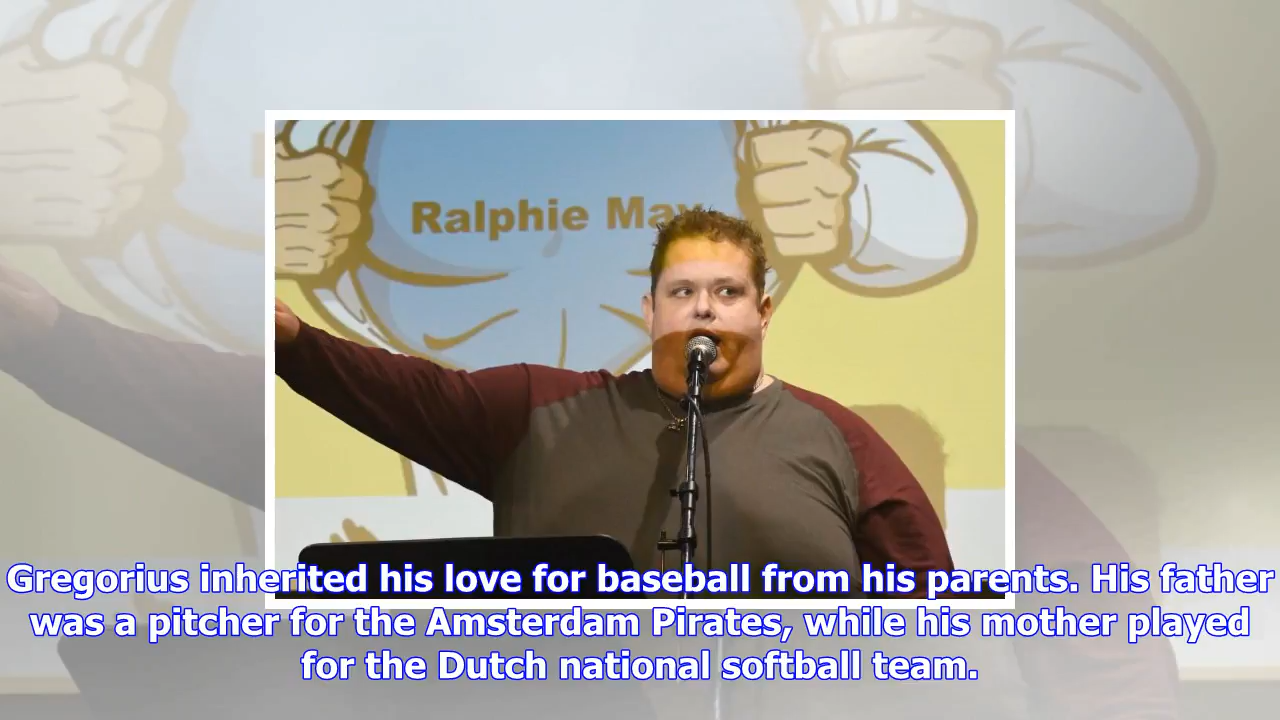 Ralphie May
Gregorius inherited his love for baseball from his parents. His father
was a pitcher for the Amsterdam Pirates, while his mother played
for the Dutch national softball team.